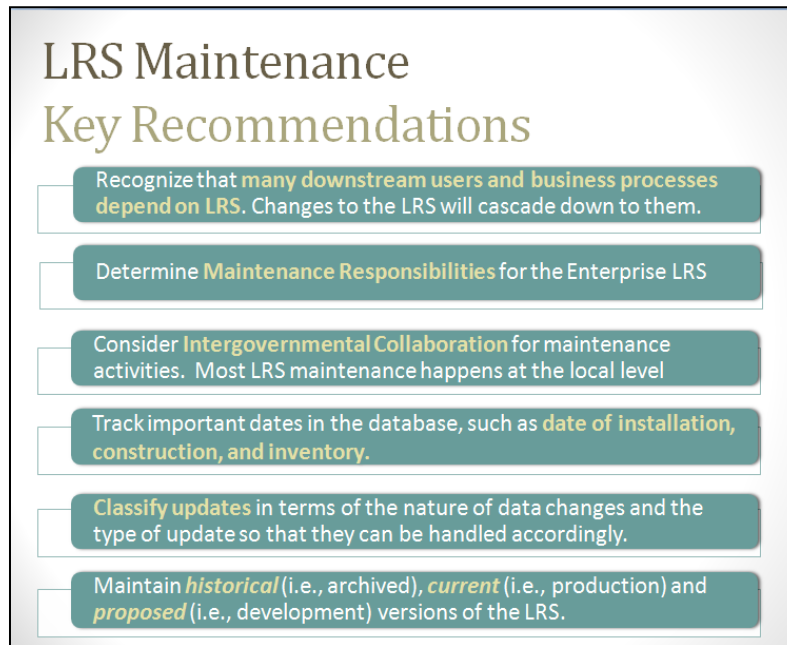 LRS Maintenance
Key Recommendations
Recognize that many downstream users and business processes
depend on LRS. Changes to the LRS will cascade down to them.
Determine Maintenance Responsibilities for the Enterprise LRS
Consider Intergovernmental Collaboration for maintenance
activities.  Most LRS maintenance happens at the local level
Track important dates in the database, such as date of installation,
construction, and inventory.
Classify updates in terms of the nature of data changes and the
type of update so that they can be handled accordingly.
Maintain historical (i.e., archived), current (i.e., production) and
proposed (i.e., development) versions of the LRS.